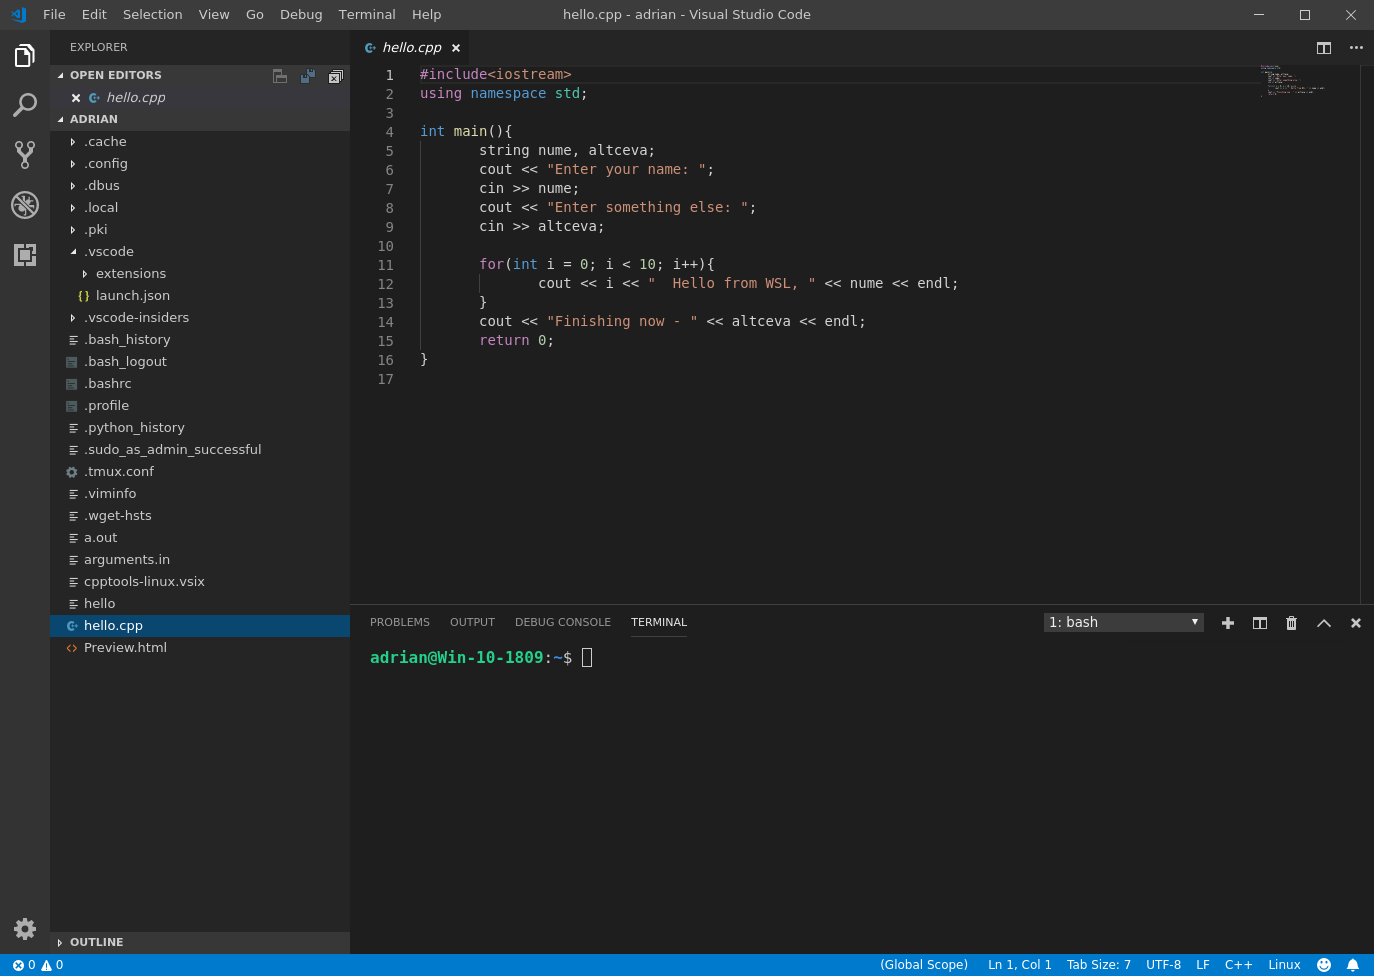 File Edit Selection View Go Debug Terminal Help hello.cpp - adrian - Visual Studio Code
EXPLORER
OPEN EDITORS
hello.cpp
ADRIAN
.cache
.config
.dbus
.local
.pki
.vscode
extensions
{} launch.json
.vscode-insiders
.bash_history
.bash_logout
.bashrc
.profile
.python_history
.sudo_as_admin_successful
.tmux.conf
.viminfo
.wget-hsts
a.out
arguments.in
cpptools-linux.vsix
hello
hello.cpp
Preview.html
OUTLINE
hello.cpp
1 #include<iostream>
2 using namespace std;
3
4 int main(){
5 string nume, altceva;
6 cout << "Enter your name: ";
7 cin >> nume;
8 cout << "Enter something else: ";
9 cin >> altceva;
10
11 for(int i = 0; i < 10; i++){
12 cout << i << "  Hello from WSL, " << nume << endl;
13 }
14 cout << "Finishing now - " << altceva << endl;
15 return 0;
16 }
17
PROBLEMS OUTPUT DEBUG CONSOLE TERMINAL 1: bash
adrian@Win-10-1809:~$
0 0 (Global Scope) Ln 1, Col 1 Tab Size: 7 UTF-8 LF C++ Linux